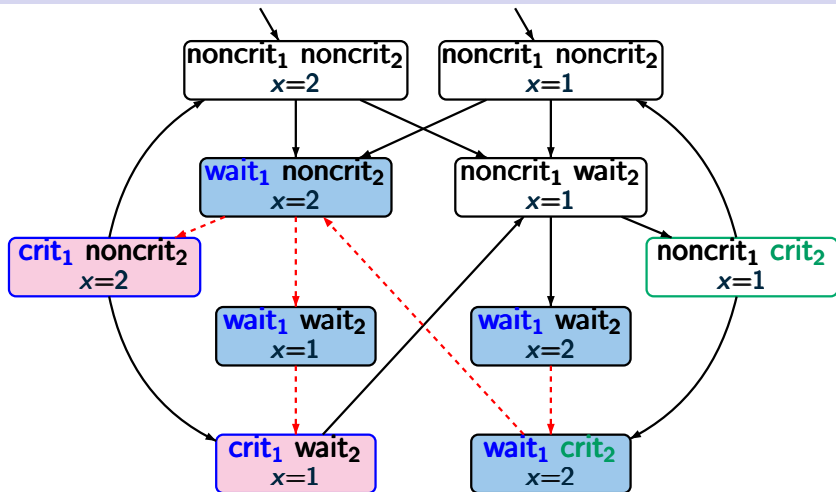 noncrit₁ noncrit₂
x=2
noncrit₁ noncrit₂
x=1
wait₁ noncrit₂
x=2
noncrit₁ wait₂
x=1
crit₁ noncrit₂
x=2
noncrit₁ crit₂
x=1
wait₁ wait₂
x=1
wait₁ wait₂
x=2
crit₁ wait₂
x=1
wait₁ crit₂
x=2